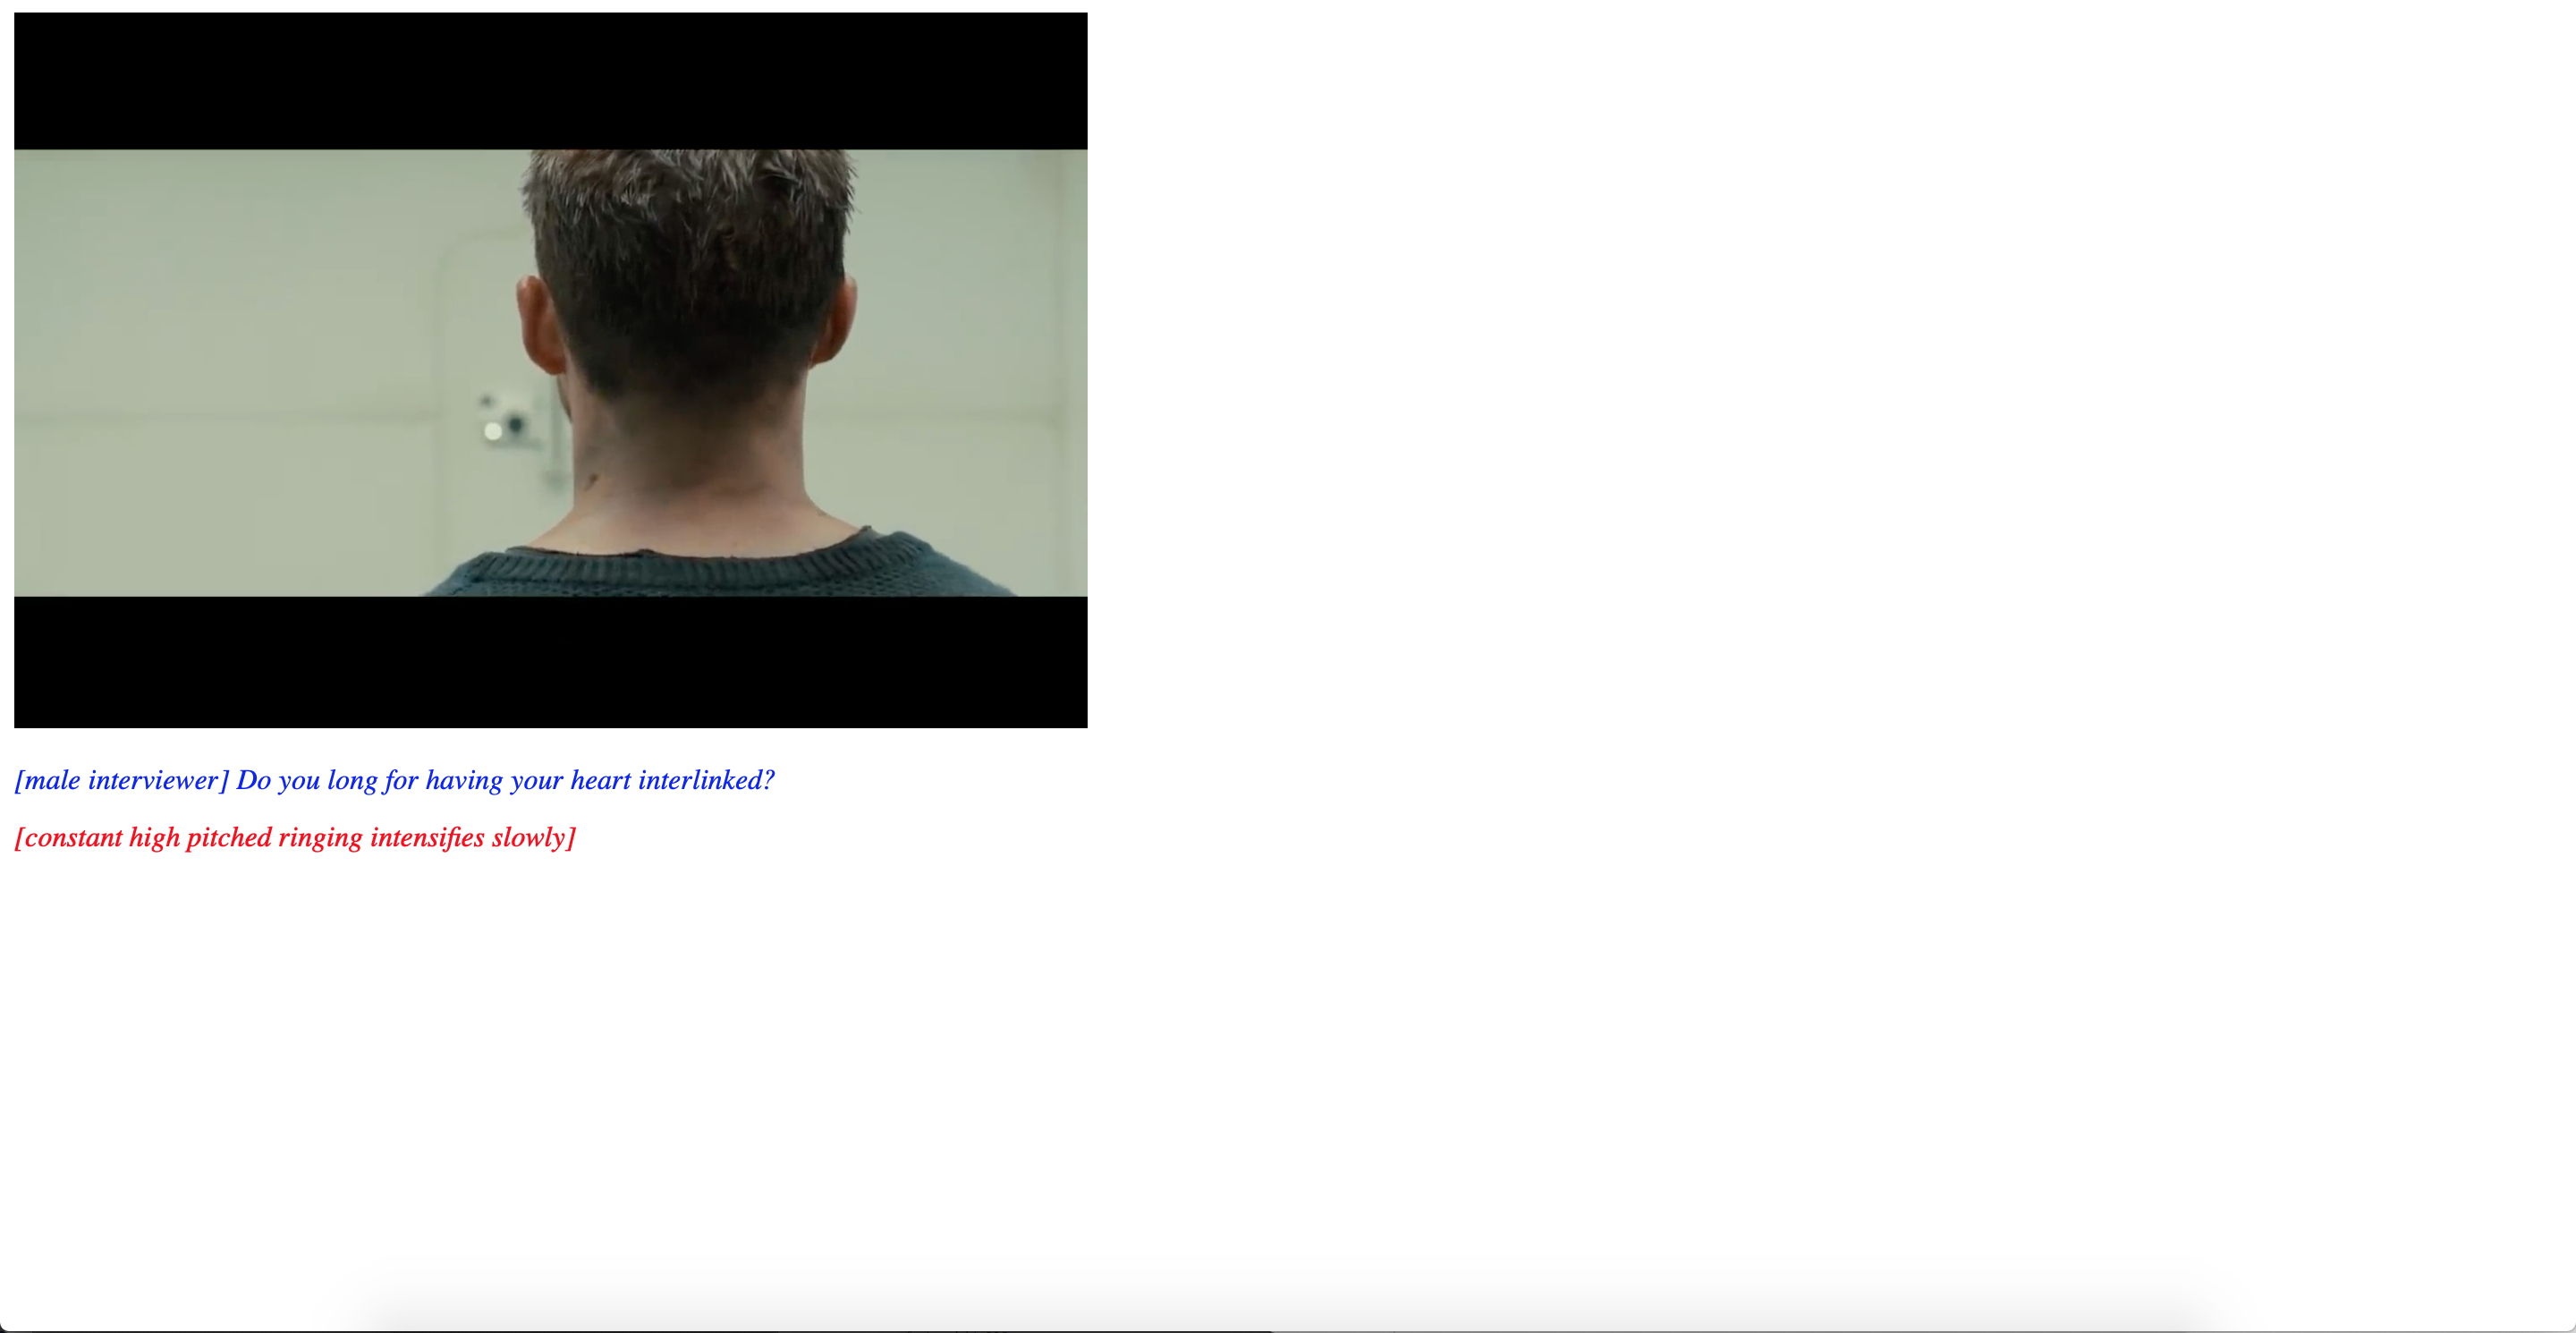 [male interviewer] Do you long for having your heart interlinked?
[constant high pitched ringing intensifies slowly]